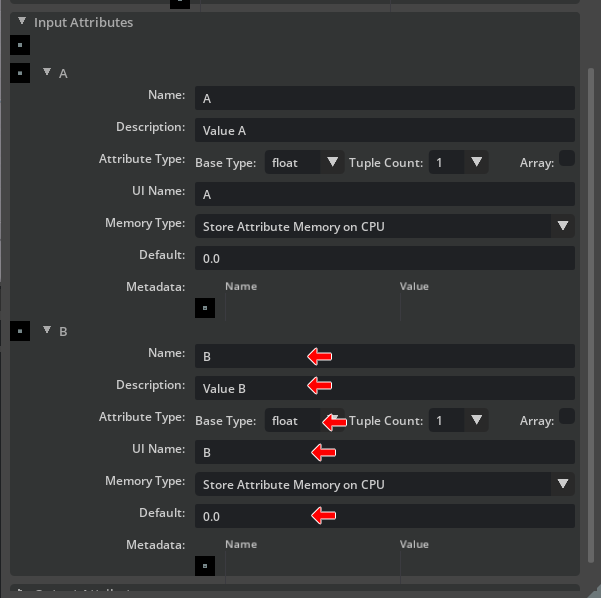 Input Attributes
A
Name: A
Description: Value A
Attribute Type: Base Type: float Tuple Count: 1 Array:
UI Name: A
Memory Type: Store Attribute Memory on CPU
Default: 0.0
Metadata: Name Value
B
Name: B
Description: Value B
Attribute Type: Base Type: float Tuple Count: 1 Array:
UI Name: B
Memory Type: Store Attribute Memory on CPU
Default: 0.0
Metadata: Name Value